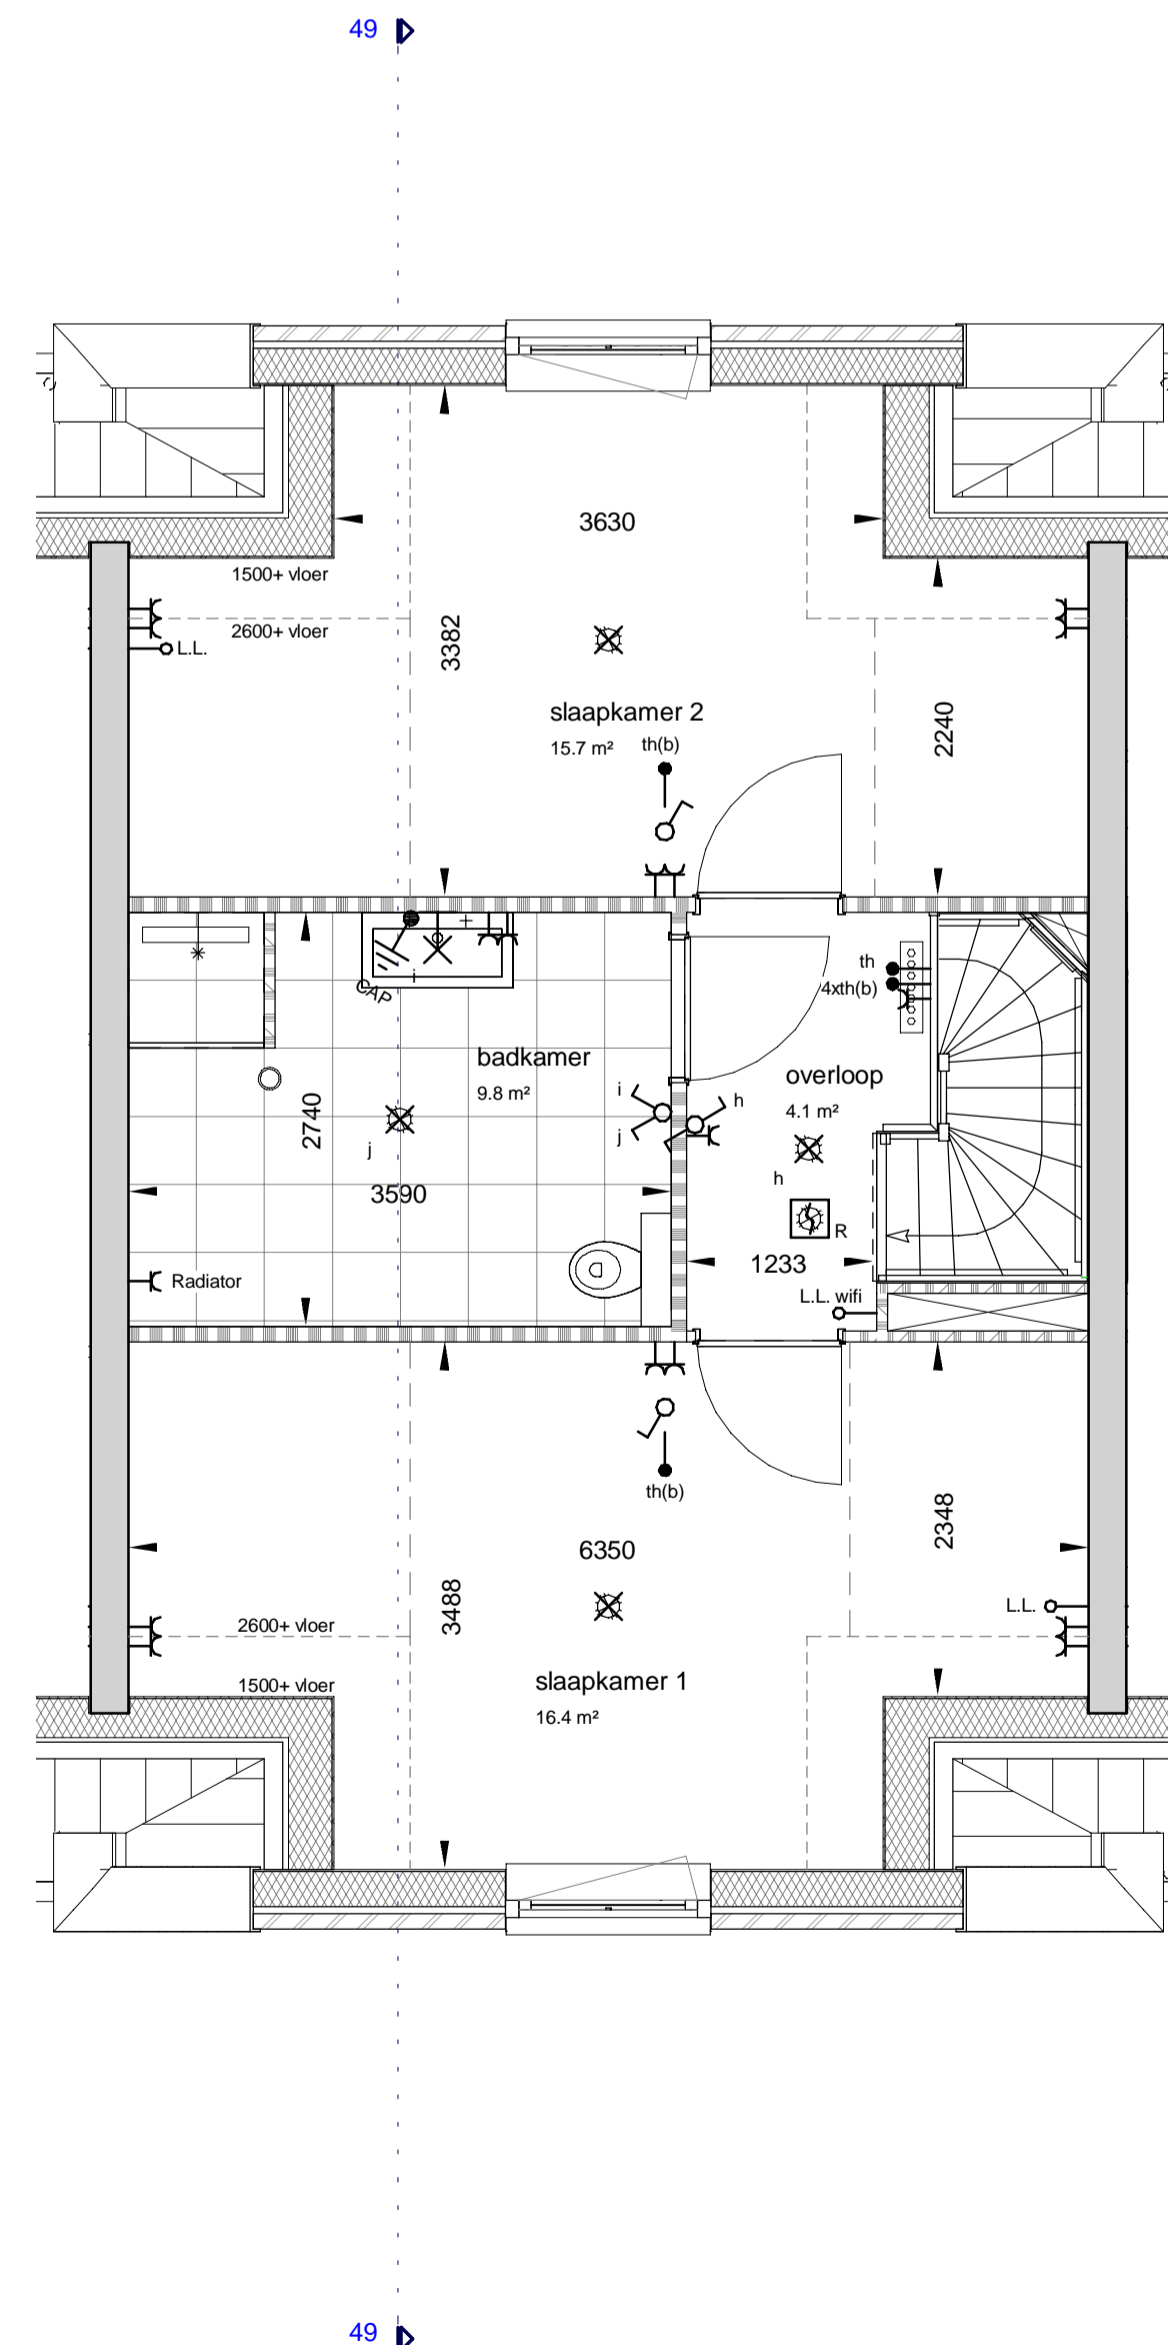 49
3630
1500+ vloer
2600+ vloer
L.L.
3382
slaapkamer 2
15.7 m²
th(b)
2240
i
CAP
th
4xth(b)
badkamer
9.8 m²
overloop
4.1 m²
i
j
h
2740
j
h
3590
R
1233
Radiator
L.L. wifi
th(b)
6350
2348
3488
2600+ vloer
L.L.
1500+ vloer
slaapkamer 1
16.4 m²
49